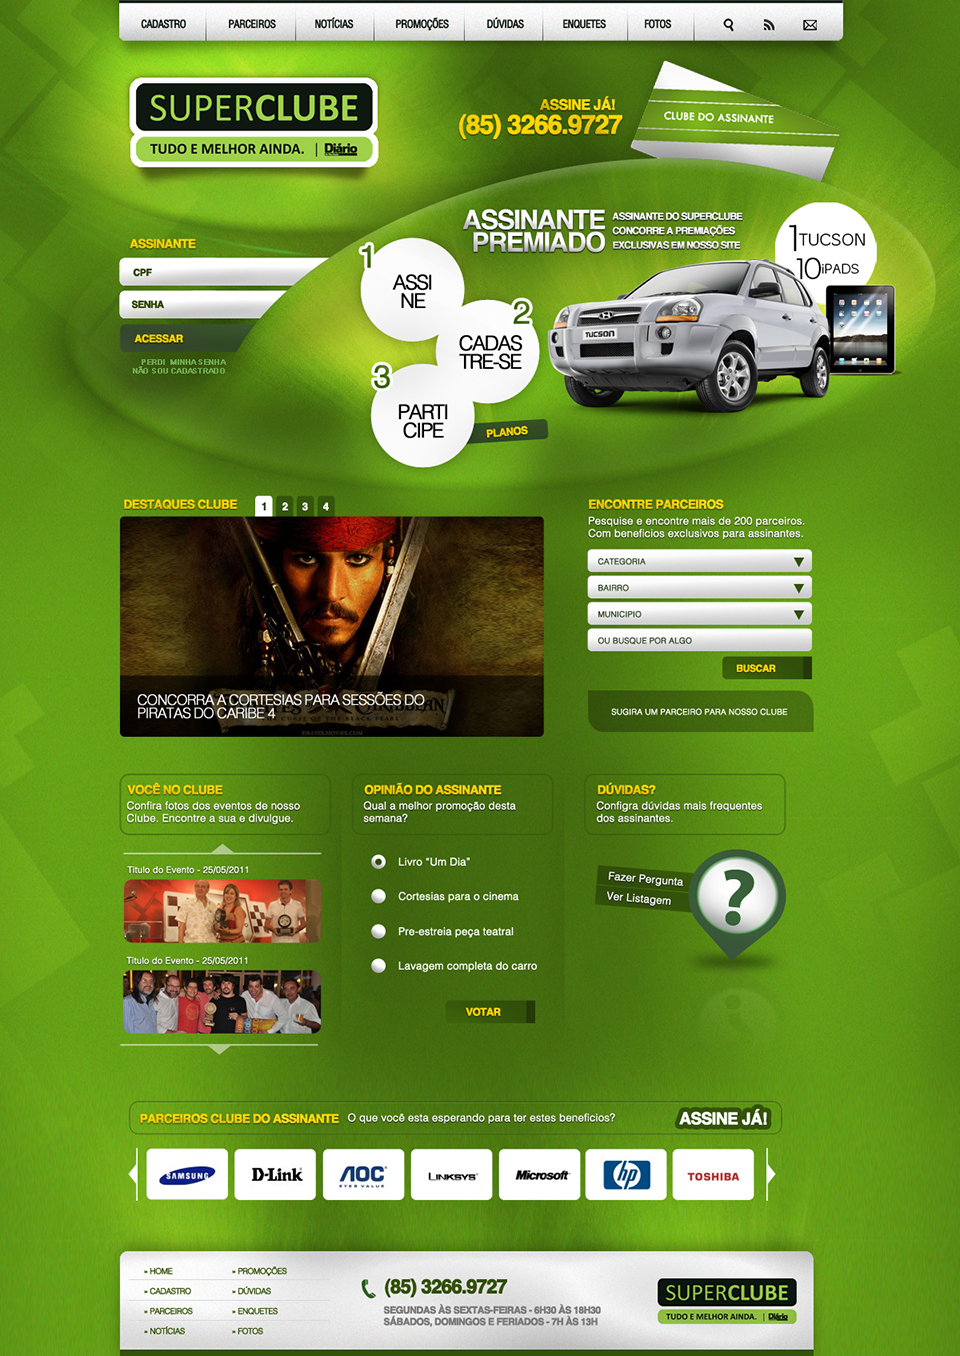 CADASTRO PARCEIROS NOTÍCIAS PROMOÇÕES DÚVIDAS ENQUETES FOTOS
SUPERCLUBE
TUDO E MELHOR AINDA. | Diário
ASSINE JÁ!
(85) 3266.9727
CLUBE DO ASSINANTE
ASSINANTE PREMIADO
ASSINANTE DO SUPERCLUBE
CONCORRE A PREMIAÇÕES
EXCLUSIVAS EM NOSSO SITE
1 TUCSON
10 iPADS
ASSINANTE
CPF
SENHA
ACESSAR
PERDI MINHA SENHA
NÃO SOU CADASTRADO
1
ASSI
NE
2
CADAS
TRE-SE
3
PARTI
CIPE
PLANOS
TUCSON
DESTAQUES CLUBE 1 2 3 4
CONCORRA A CORTESIAS PARA SESSÕES DO
PIRATAS DO CARIBE 4
ENCONTRE PARCEIROS
Pesquise e encontre mais de 200 parceiros.
Com beneficios exclusivos para assinantes.
CATEGORIA
BAIRRO
MUNICIPIO
OU BUSQUE POR ALGO
BUSCAR
SUGIRA UM PARCEIRO PARA NOSSO CLUBE
VOCÊ NO CLUBE
Confira fotos dos eventos de nosso
Clube. Encontre a sua e divulgue.
Titulo do Evento - 25/05/2011
Titulo do Evento - 25/05/2011
OPINIÃO DO ASSINANTE
Qual a melhor promoção desta
semana?
Livro “Um Dia”
Cortesias para o cinema
Pre-estreia peça teatral
Lavagem completa do carro
VOTAR
DÚVIDAS?
Configra dúvidas mais frequentes
dos assinantes.
Fazer Pergunta
Ver Listagem
?
PARCEIROS CLUBE DO ASSINANTE O que você esta esperando para ter estes beneficios? ASSINE JÁ!
SAMSUNG D-Link AOC LINKSYS Microsoft hp TOSHIBA
EYES VALUE
» HOME
» CADASTRO
» PARCEIROS
» NOTÍCIAS
» PROMOÇÕES
» DÚVIDAS
» ENQUETES
» FOTOS
(85) 3266.9727
SEGUNDAS ÀS SEXTAS-FEIRAS - 6H30 ÀS 18H30
SÁBADOS, DOMINGOS E FERIADOS - 7H ÀS 13H
SUPERCLUBE
TUDO E MELHOR AINDA. | Diário